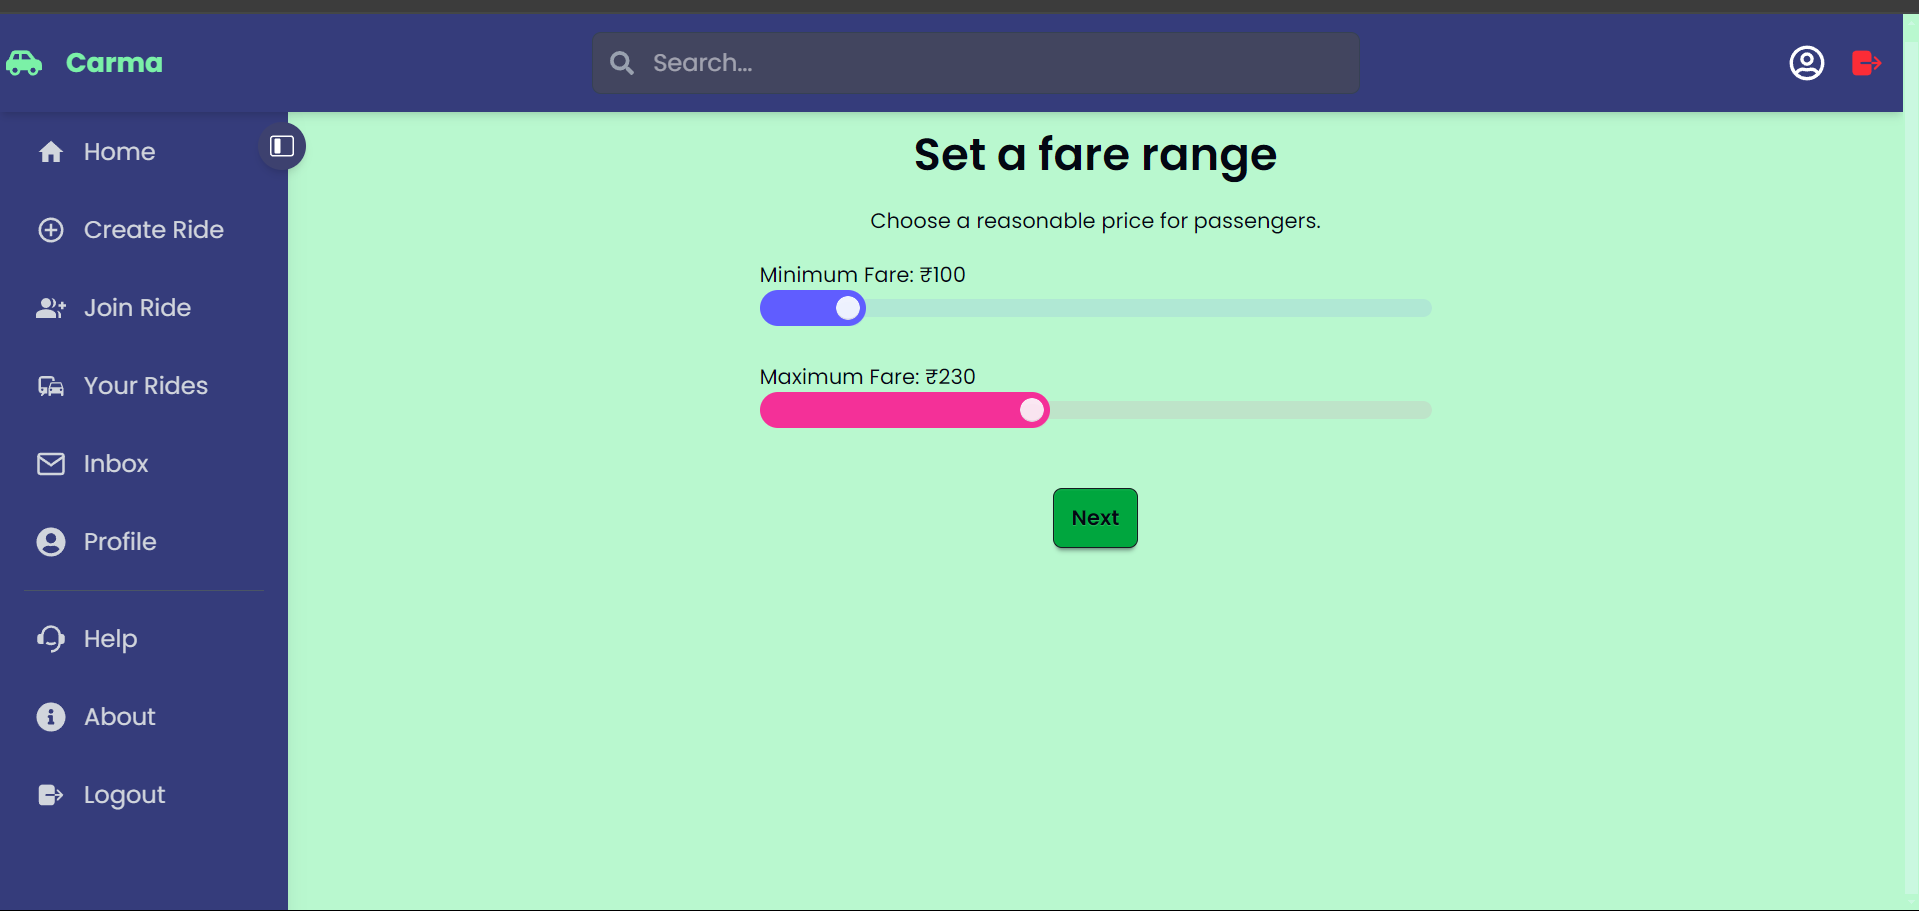 Carma
Search...
Home
Create Ride
Join Ride
Your Rides
Inbox
Profile
Help
About
Logout
Set a fare range
Choose a reasonable price for passengers.
Minimum Fare: ₹100
Maximum Fare: ₹230
Next